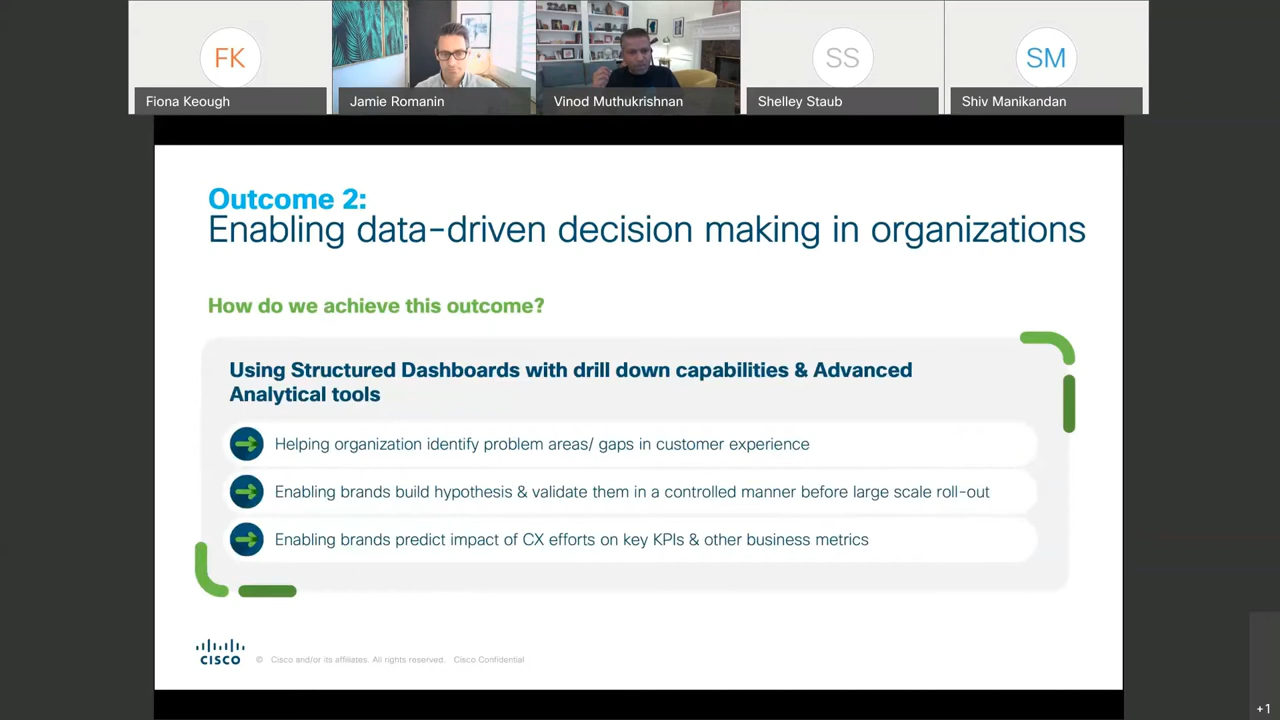 FK
SS
SM
Fiona Keough
Jamie Romanin
Vinod Muthukrishnan
Shelley Staub
Shiv Manikandan
Outcome 2:
Enabling data-driven decision making in organizations
How do we achieve this outcome?
Using Structured Dashboards with drill down capabilities & Advanced
Analytical tools
Helping organization identify problem areas/ gaps in customer experience
Enabling brands build hypothesis & validate them in a controlled manner before large scale roll-out
Enabling brands predict impact of CX efforts on key KPIs & other business metrics
CISCO
© Cisco and/or its affiliates. All rights reserved. Cisco Confidential
+1